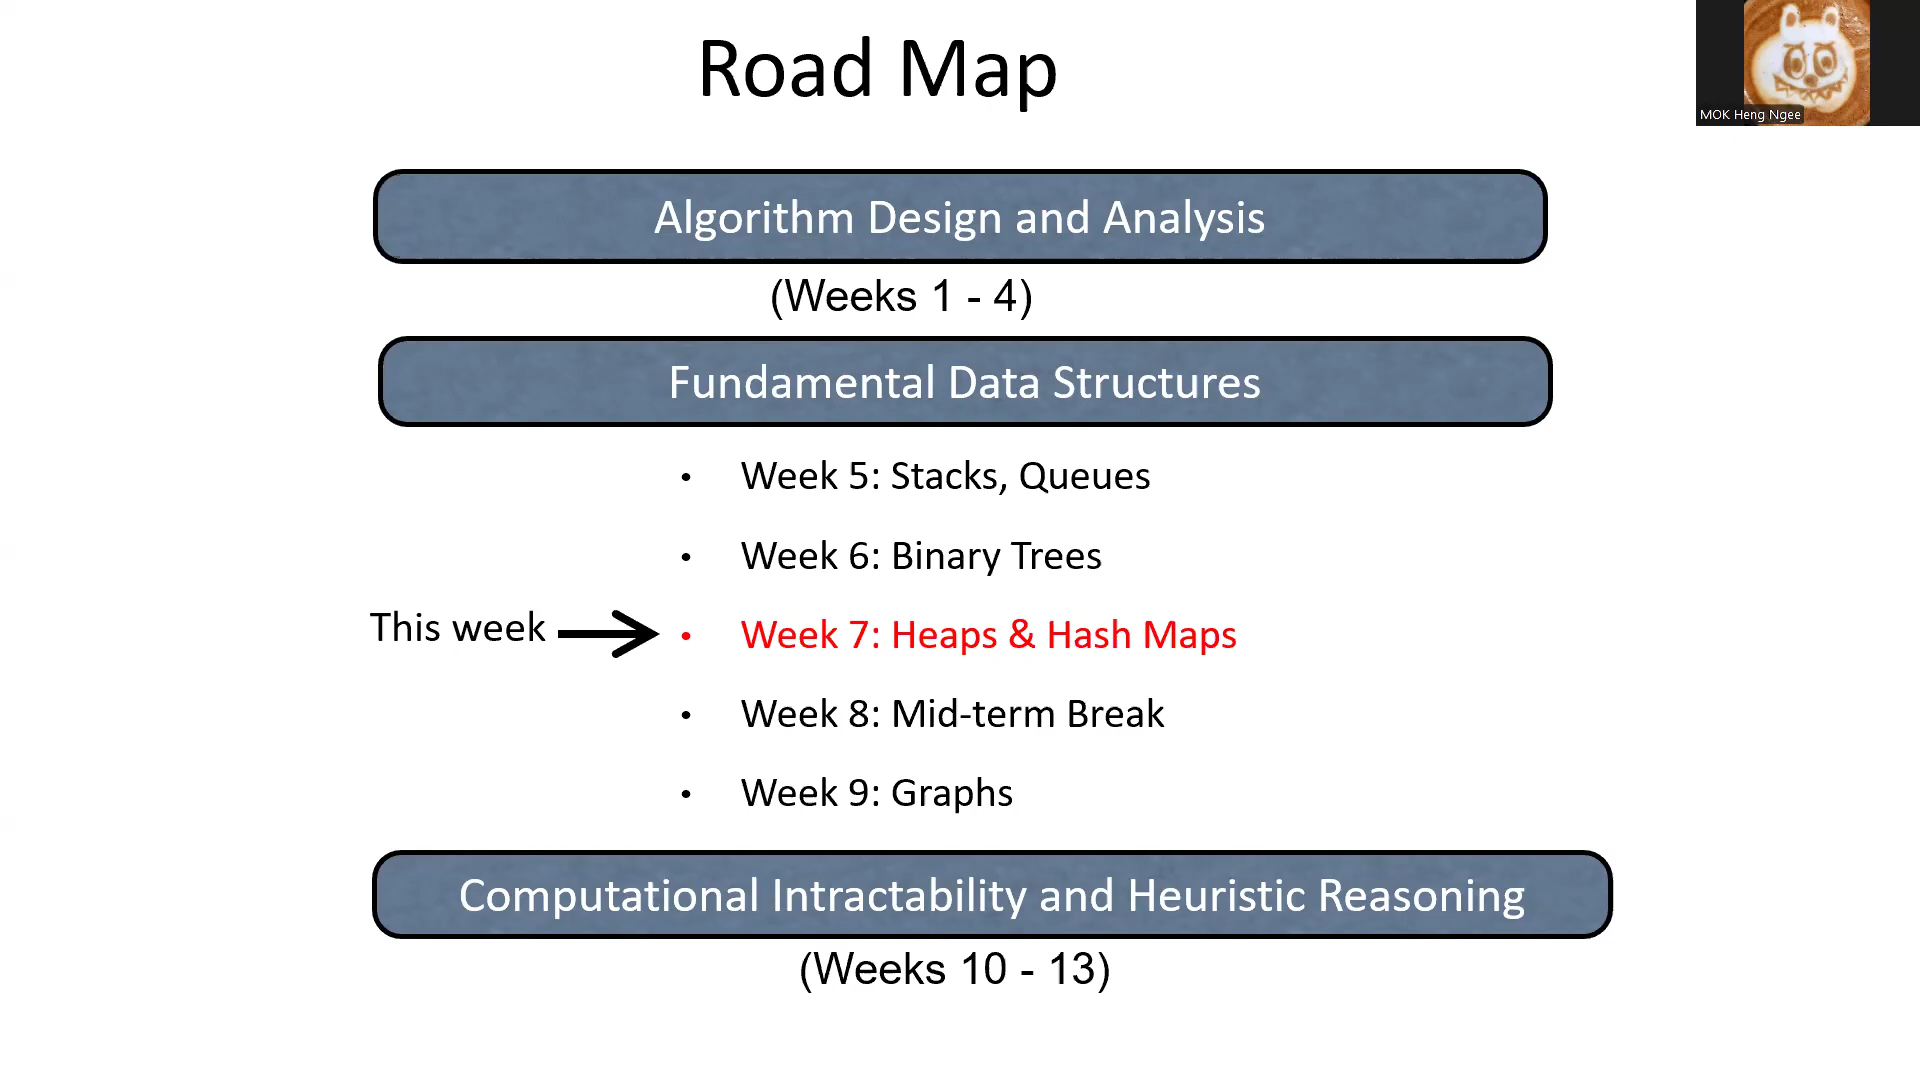 Road Map
MOK Heng Ngee
Algorithm Design and Analysis
(Weeks 1 - 4)
Fundamental Data Structures
• Week 5: Stacks, Queues
• Week 6: Binary Trees
This week
• Week 7: Heaps & Hash Maps
• Week 8: Mid-term Break
• Week 9: Graphs
Computational Intractability and Heuristic Reasoning
(Weeks 10 - 13)